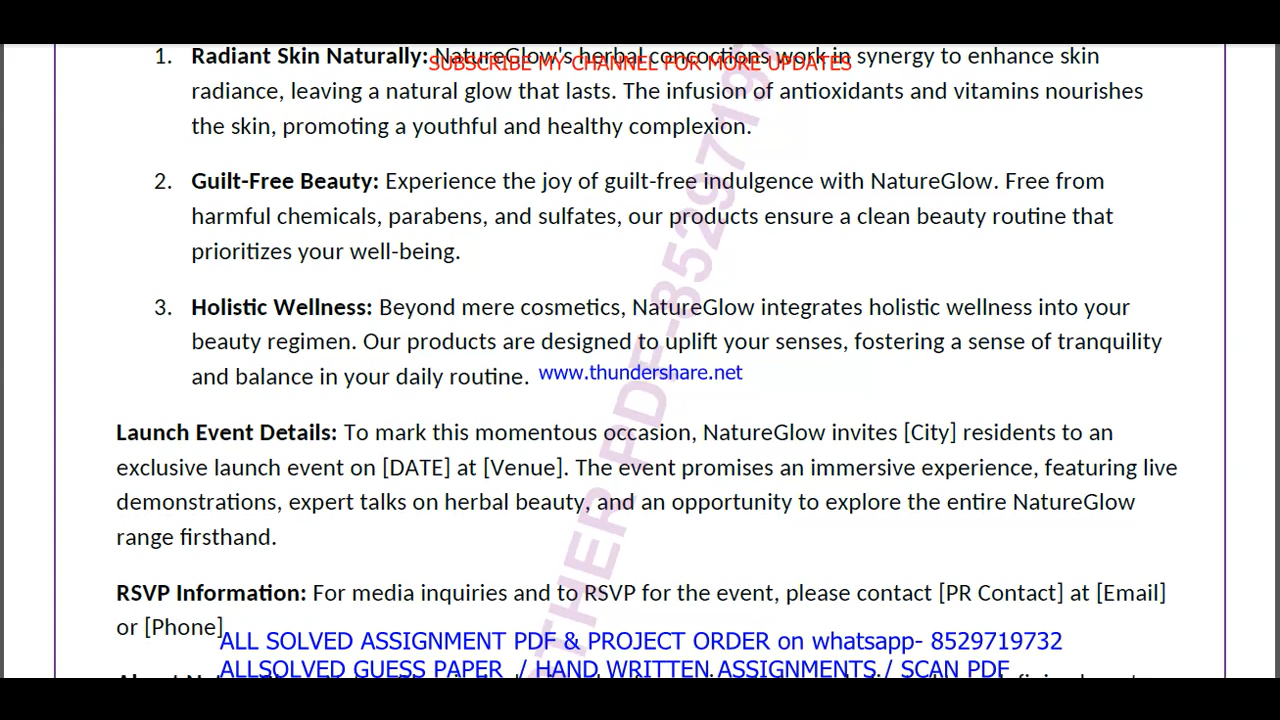 1. Radiant Skin Naturally: NatureGlow's herbal concoctions work in synergy to enhance skin
SUBSCRIBE MY CHANNEL FOR MORE UPDATES
radiance, leaving a natural glow that lasts. The infusion of antioxidants and vitamins nourishes
the skin, promoting a youthful and healthy complexion.
2. Guilt-Free Beauty: Experience the joy of guilt-free indulgence with NatureGlow. Free from
harmful chemicals, parabens, and sulfates, our products ensure a clean beauty routine that
prioritizes your well-being.
3. Holistic Wellness: Beyond mere cosmetics, NatureGlow integrates holistic wellness into your
beauty regimen. Our products are designed to uplift your senses, fostering a sense of tranquility
and balance in your daily routine.
www.thundershare.net
Launch Event Details: To mark this momentous occasion, NatureGlow invites [City] residents to an
exclusive launch event on [DATE] at [Venue]. The event promises an immersive experience, featuring live
demonstrations, expert talks on herbal beauty, and an opportunity to explore the entire NatureGlow
range firsthand.
RSVP Information: For media inquiries and to RSVP for the event, please contact [PR Contact] at [Email]
or [Phone]
ALL SOLVED ASSIGNMENT PDF & PROJECT ORDER on whatsapp- 8529719732
ALLSOLVED GUESS PAPER / HAND WRITTEN ASSIGNMENTS / SCAN PDF
THER PDF-8529719